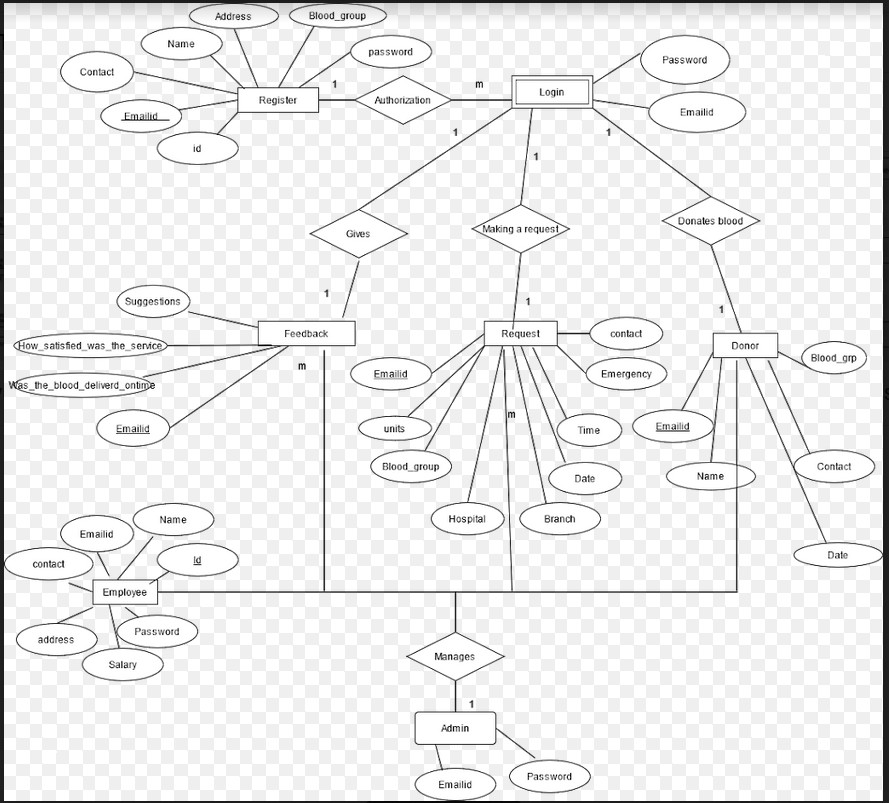 Address
Blood_group
Name
password
Contact
Register
1
Authorization
m
Login
Password
Emailid
Emailid
id
1
1
1
Gives
Making a request
Donates blood
1
1
1
Suggestions
Feedback
Request
contact
Donor
Blood_grp
How_satisfied_was_the_service
m
Emailid
Emergency
Was_the_blood_deliverd_ontime
Emailid
units
m
Time
Emailid
Blood_group
Name
Contact
Date
Hospital
Branch
Date
Name
Emailid
Id
contact
Employee
address
Password
Salary
Manages
1
Admin
Emailid
Password